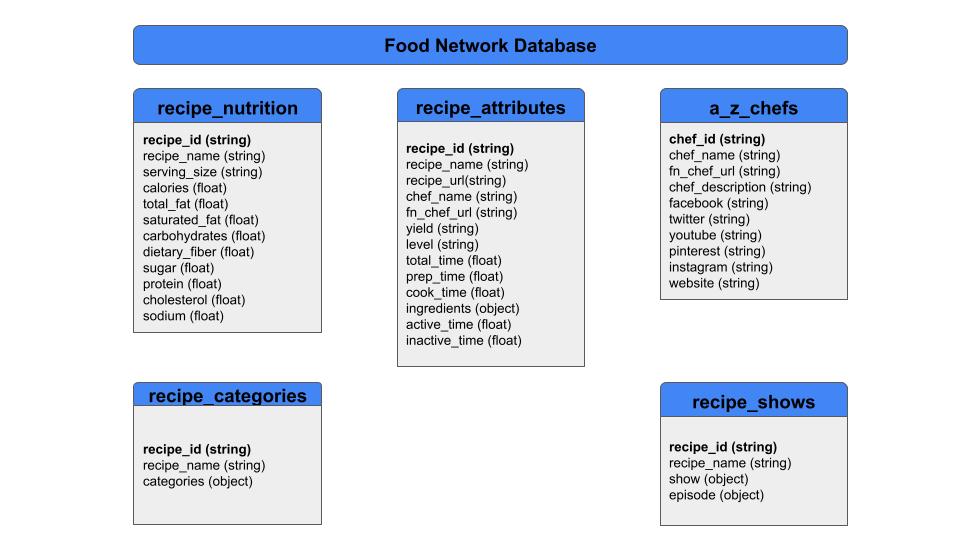 Food Network Database
recipe_nutrition
recipe_id (string)
recipe_name (string)
serving_size (string)
calories (float)
total_fat (float)
saturated_fat (float)
carbohydrates (float)
dietary_fiber (float)
sugar (float)
protein (float)
cholesterol (float)
sodium (float)
recipe_attributes
recipe_id (string)
recipe_name (string)
recipe_url(string)
chef_name (string)
fn_chef_url (string)
yield (string)
level (string)
total_time (float)
prep_time (float)
cook_time (float)
ingredients (object)
active_time (float)
inactive_time (float)
a_z_chefs
chef_id (string)
chef_name (string)
fn_chef_url (string)
chef_description (string)
facebook (string)
twitter (string)
youtube (string)
pinterest (string)
instagram (string)
website (string)
recipe_categories
recipe_id (string)
recipe_name (string)
categories (object)
recipe_shows
recipe_id (string)
recipe_name (string)
show (object)
episode (object)